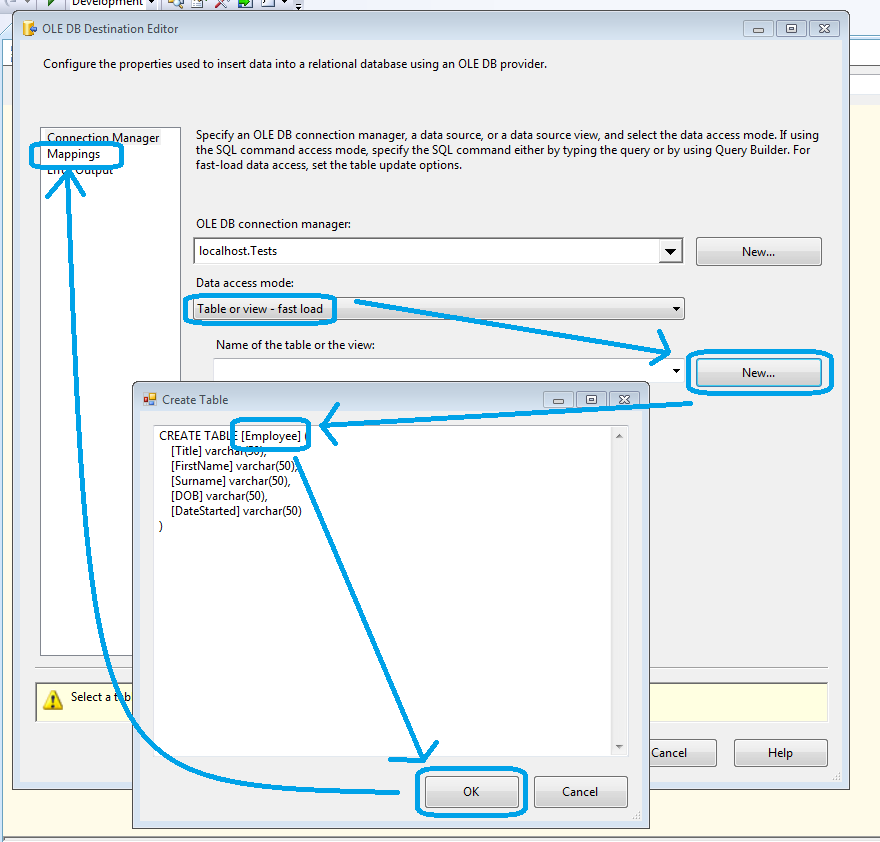 Development
OLE DB Destination Editor
Configure the properties used to insert data into a relational database using an OLE DB provider.
Connection Manager
Mappings
Error Output
Specify an OLE DB connection manager, a data source, or a data source view, and select the data access mode. If using
the SQL command access mode, specify the SQL command either by typing the query or by using Query Builder. For
fast-load data access, set the table update options.
OLE DB connection manager:
localhost.Tests
New...
Data access mode:
Table or view - fast load
Name of the table or the view:
New...
Create Table
CREATE TABLE [Employee] (
[Title] varchar(50),
[FirstName] varchar(50),
[Surname] varchar(50),
[DOB] varchar(50),
[DateStarted] varchar(50)
)
Select a tab
Cancel
Help
OK
Cancel